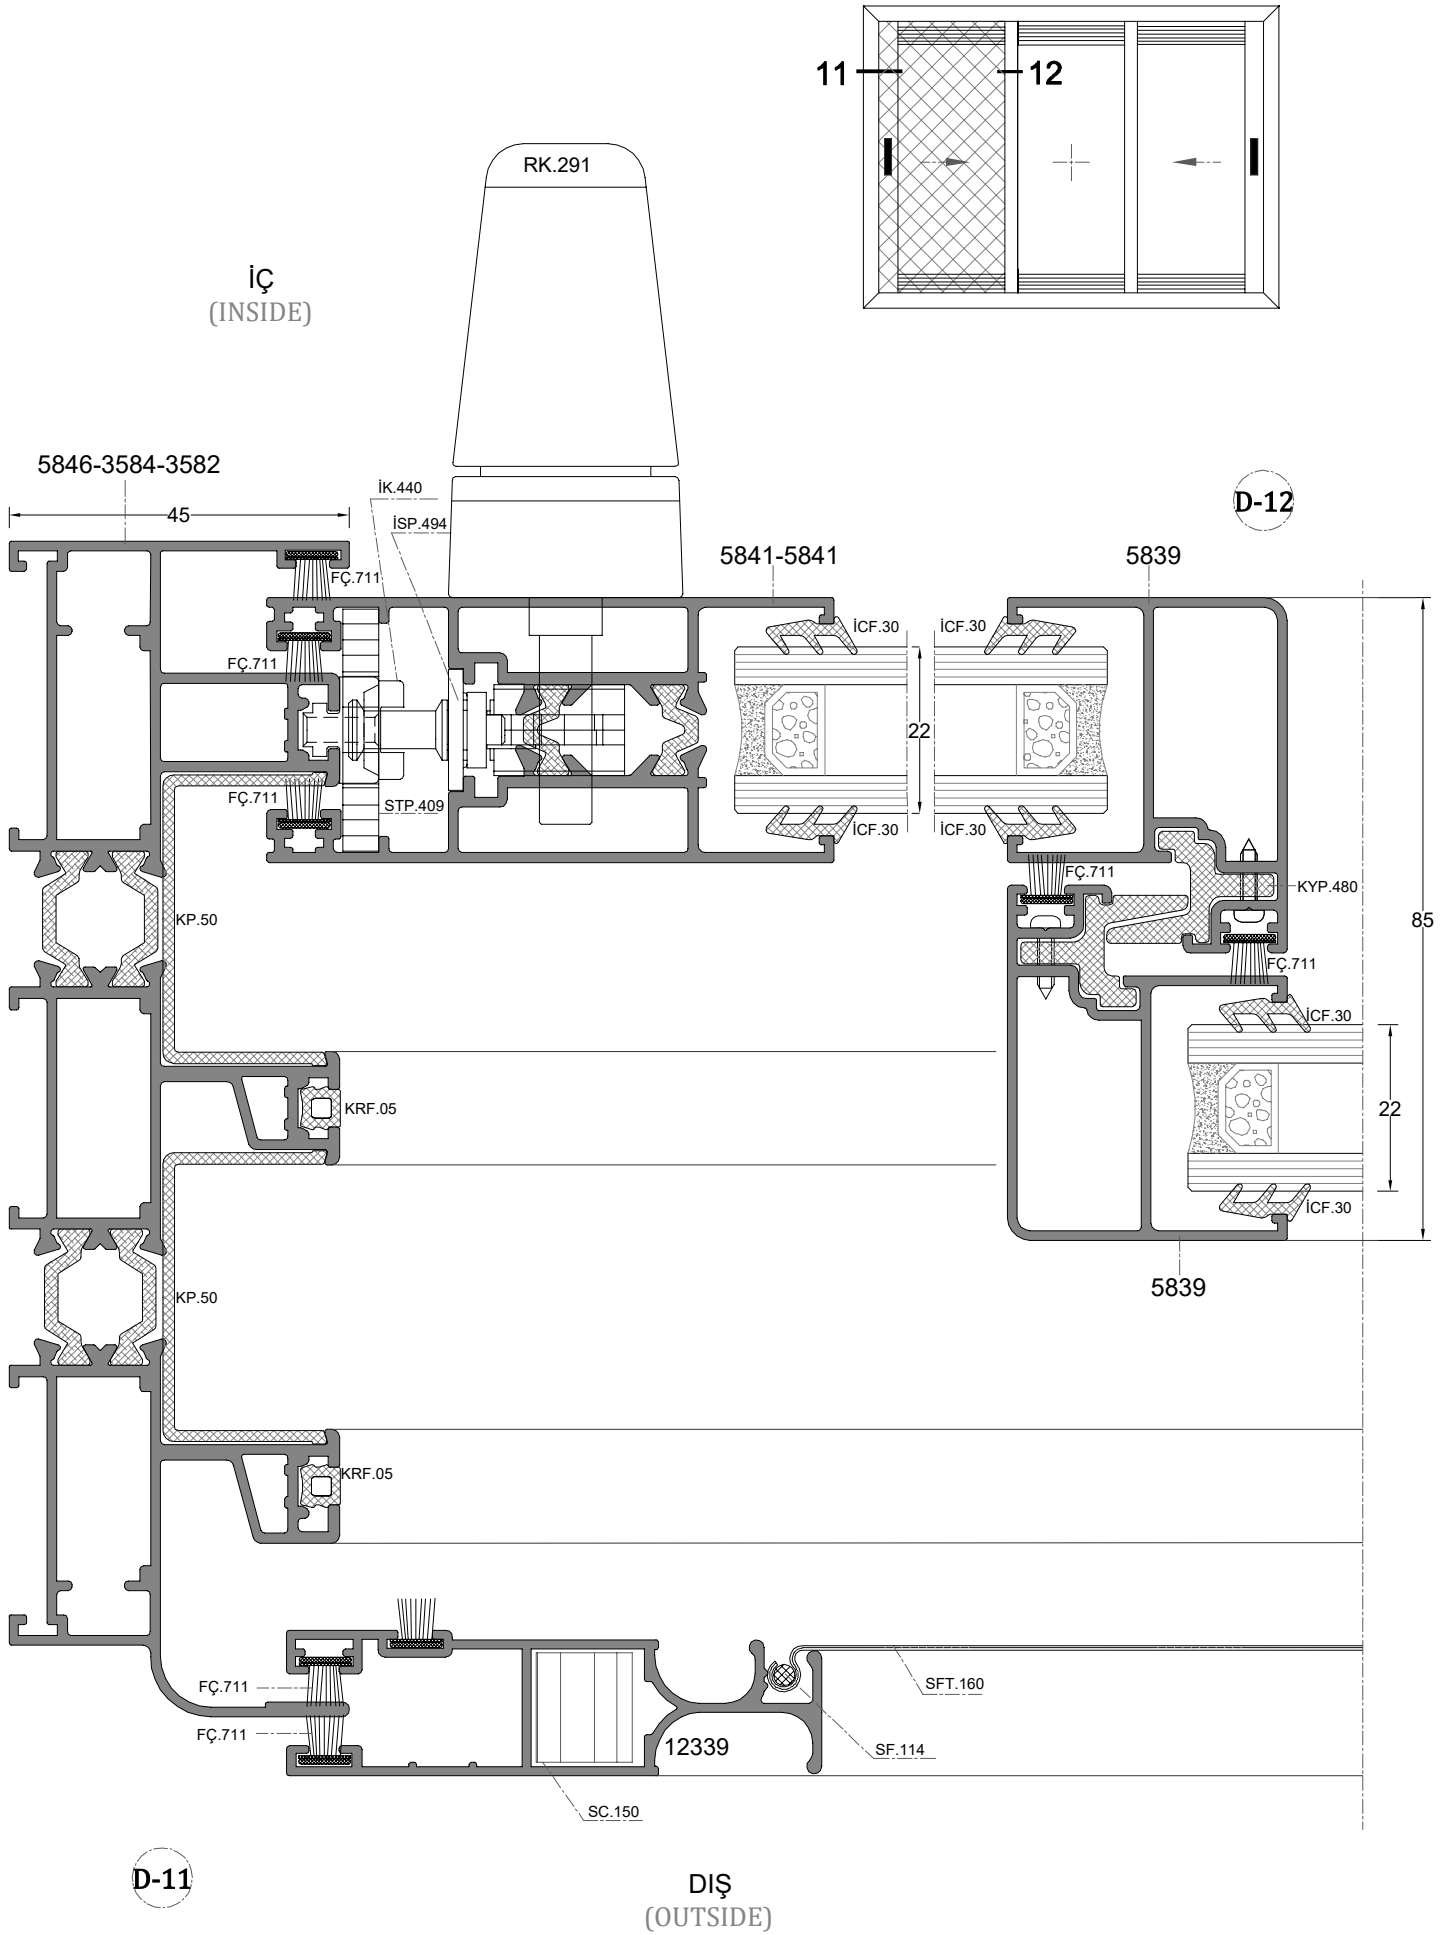 11
12
RK.291
İÇ
(INSIDE)
5846-3584-3582
45
İK.440
İSP.494
D-12
5841-5841
5839
FÇ.711
İCF.30
İCF.30
FÇ.711
22
FÇ.711
STP.409
İCF.30
İCF.30
FÇ.711
KYP.480
KP.50
85
FÇ.711
İCF.30
KRF.05
22
İCF.30
5839
KP.50
KRF.05
FÇ.711
SFT.160
FÇ.711
12339
SF.114
SC.150
D-11
DIŞ
(OUTSIDE)